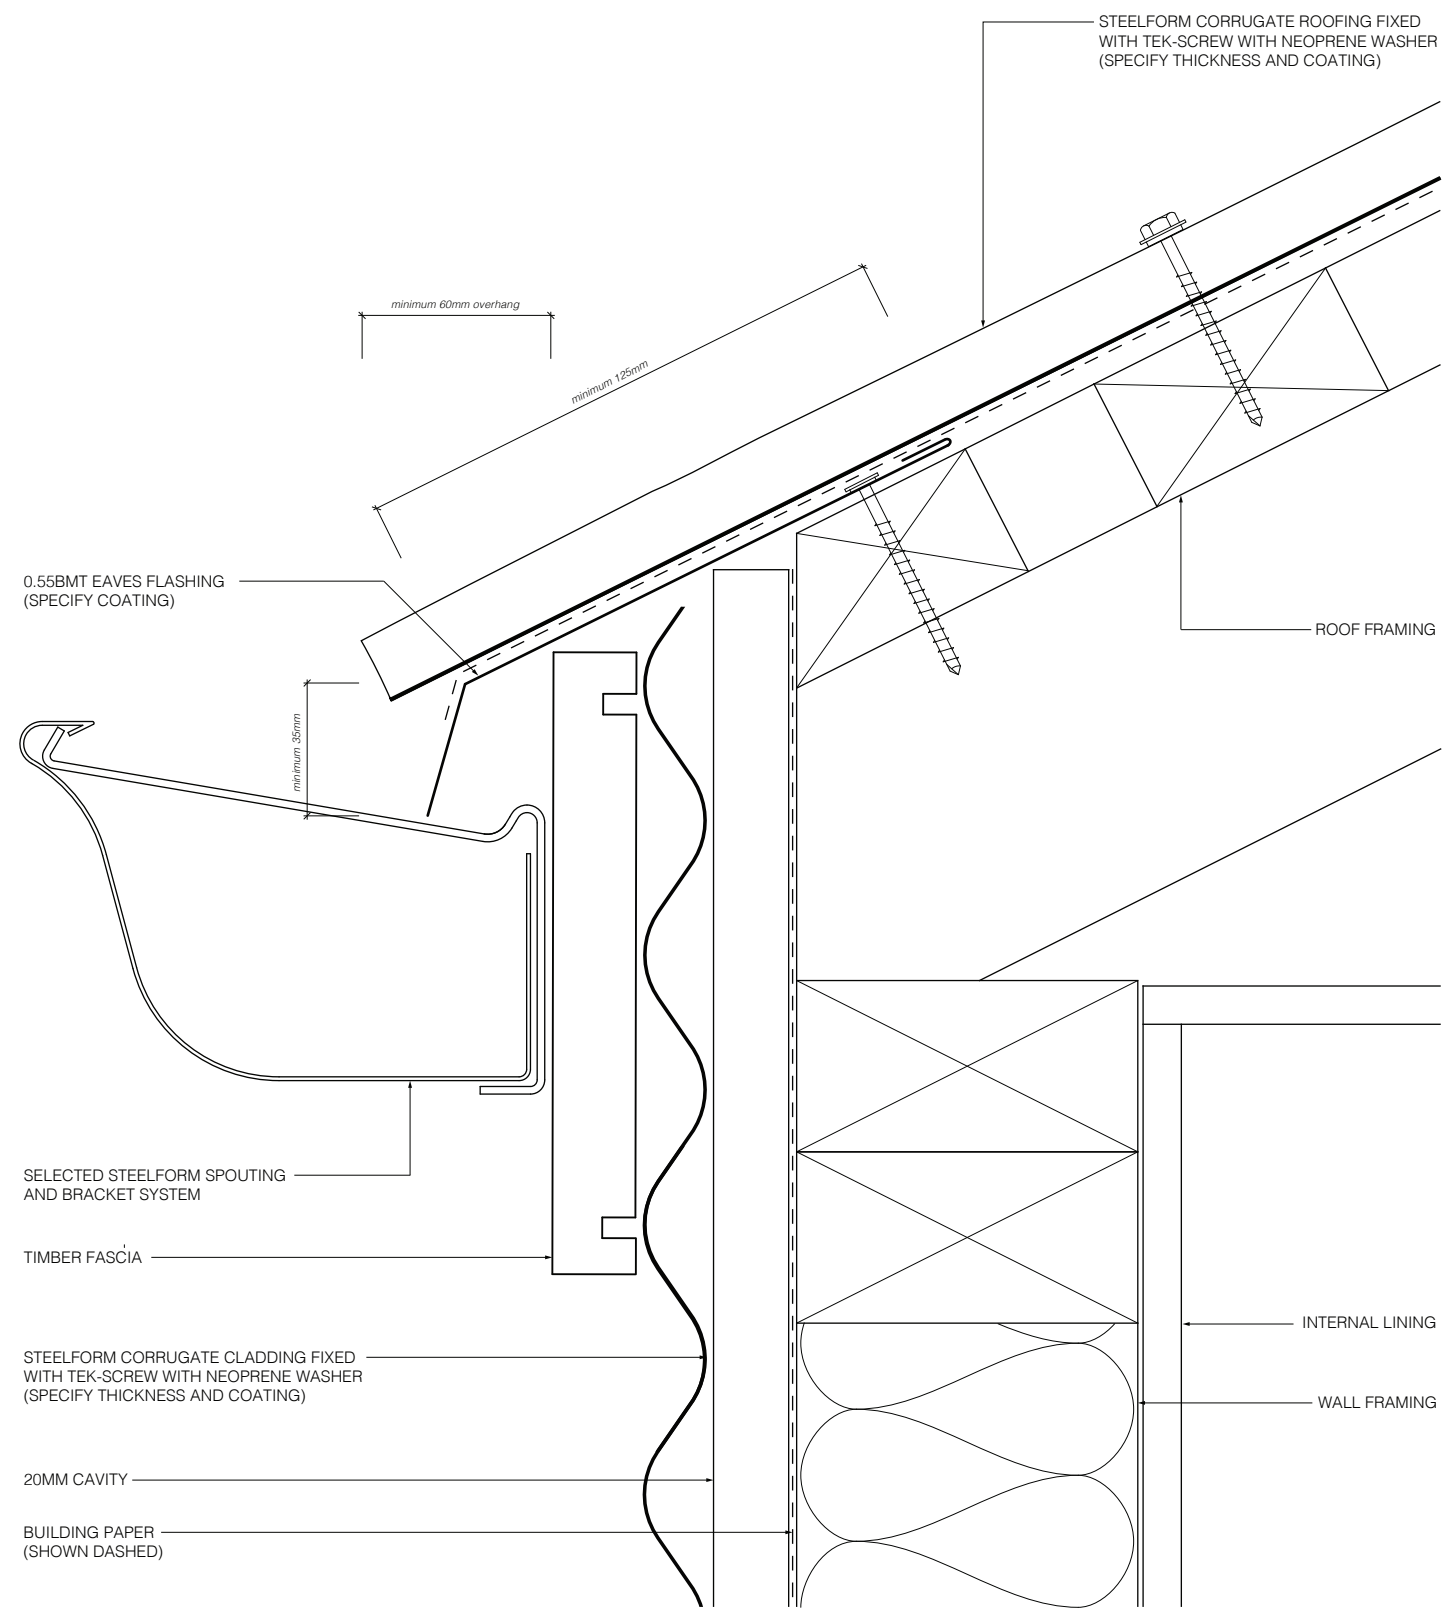 STEELFORM CORRUGATE ROOFING FIXED
WITH TEK-SCREW WITH NEOPRENE WASHER
(SPECIFY THICKNESS AND COATING)
minimum 60mm overhang
minimum 125mm
0.55BMT EAVES FLASHING
(SPECIFY COATING)
ROOF FRAMING
minimum 35mm
SELECTED STEELFORM SPOUTING
AND BRACKET SYSTEM
TIMBER FASCIA
INTERNAL LINING
STEELFORM CORRUGATE CLADDING FIXED
WITH TEK-SCREW WITH NEOPRENE WASHER
(SPECIFY THICKNESS AND COATING)
WALL FRAMING
20MM CAVITY
BUILDING PAPER
(SHOWN DASHED)